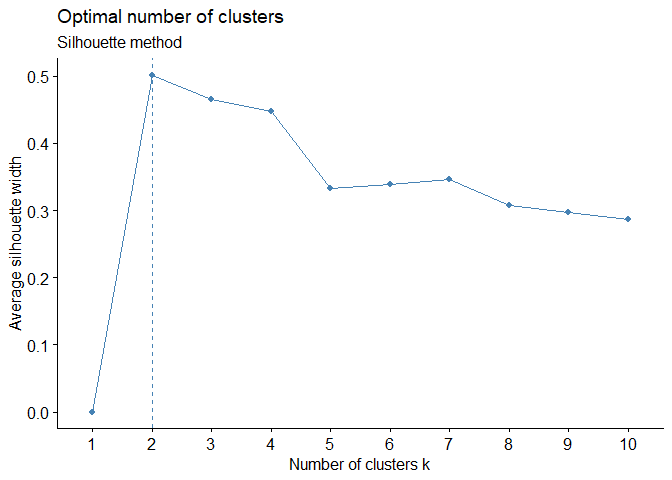 Optimal number of clusters
Silhouette method
Average silhouette width
0.5
0.4
0.3
0.2
0.1
0.0
1 2 3 4 5 6 7 8 9 10
Number of clusters k